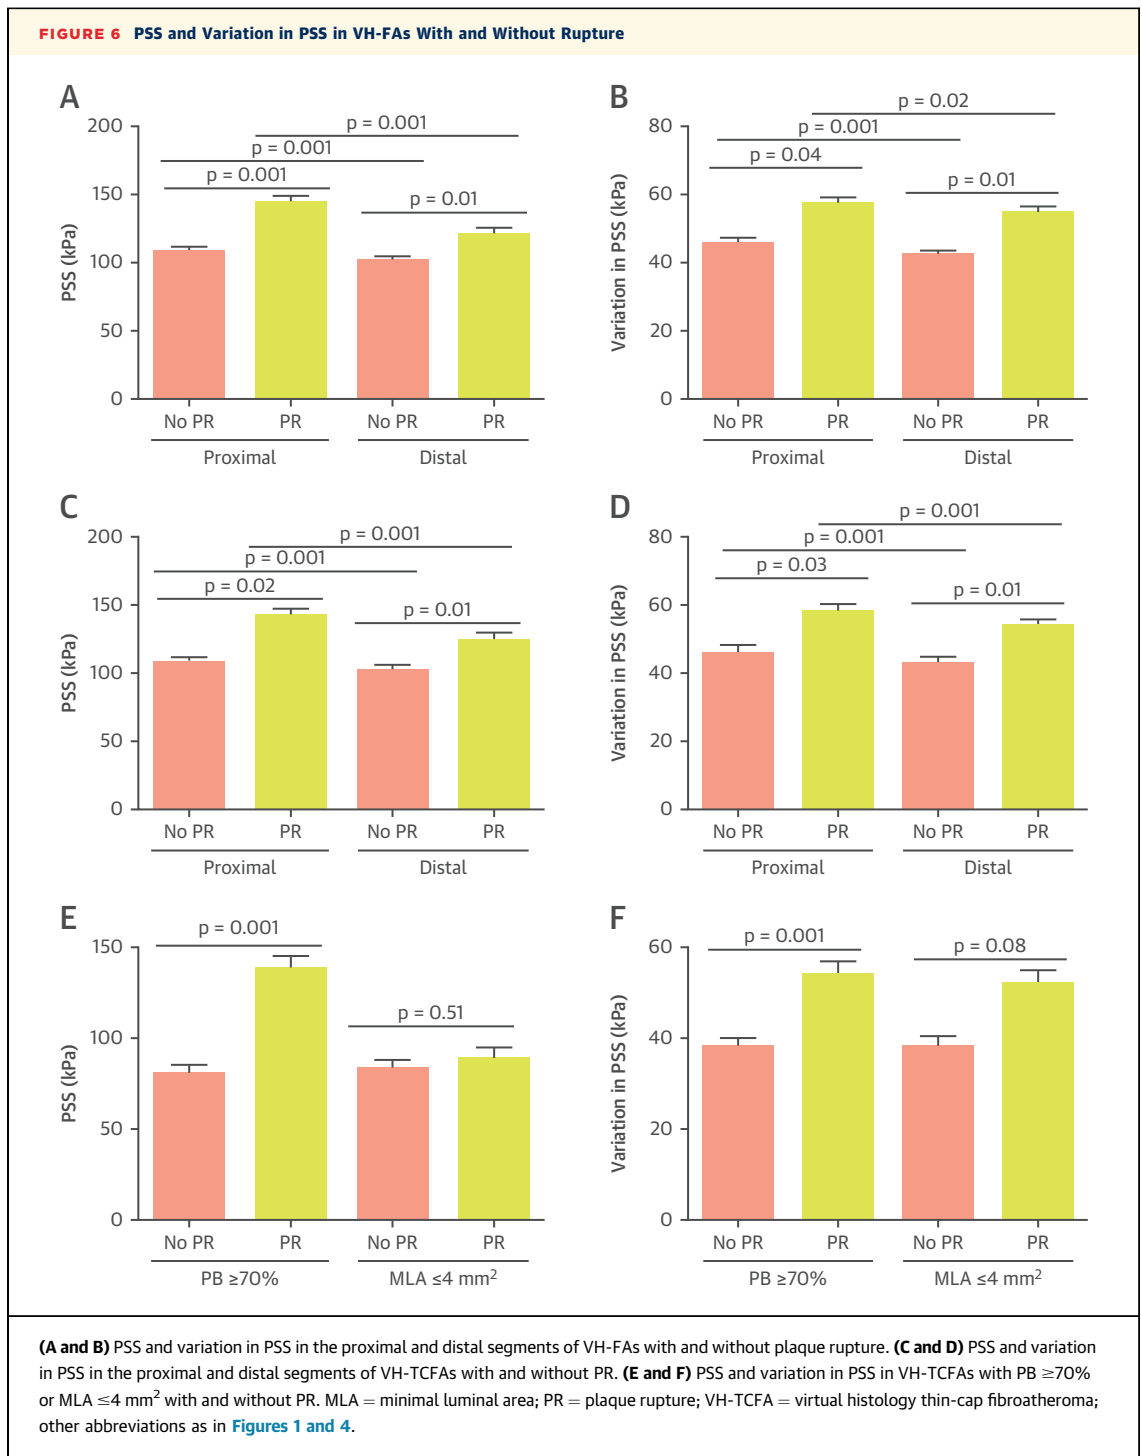 FIGURE 6 PSS and Variation in PSS in VH-FAs With and Without Rupture
A
200
150
100
50
0
PSS (kPa)
p = 0.001
p = 0.001
p = 0.001
p = 0.01
No PR PR No PR PR
Proximal Distal
B
80
60
40
20
0
Variation in PSS (kPa)
p = 0.02
p = 0.001
p = 0.04
p = 0.01
No PR PR No PR PR
Proximal Distal
C
200
150
100
50
0
PSS (kPa)
p = 0.001
p = 0.001
p = 0.02
p = 0.01
No PR PR No PR PR
Proximal Distal
D
80
60
40
20
0
Variation in PSS (kPa)
p = 0.001
p = 0.001
p = 0.03
p = 0.01
No PR PR No PR PR
Proximal Distal
E
150
100
50
0
PSS (kPa)
p = 0.001
p = 0.51
No PR PR No PR PR
PB ≥70% MLA ≤4 mm²
F
60
40
20
0
Variation in PSS (kPa)
p = 0.001
p = 0.08
No PR PR No PR PR
PB ≥70% MLA ≤4 mm²
(A and B) PSS and variation in PSS in the proximal and distal segments of VH-FAs with and without plaque rupture. (C and D) PSS and variation
in PSS in the proximal and distal segments of VH-TCFAs with and without PR. (E and F) PSS and variation in PSS in VH-TCFAs with PB ≥70%
or MLA ≤4 mm² with and without PR. MLA = minimal luminal area; PR = plaque rupture; VH-TCFA = virtual histology thin-cap fibroatheroma;
other abbreviations as in Figures 1 and 4.